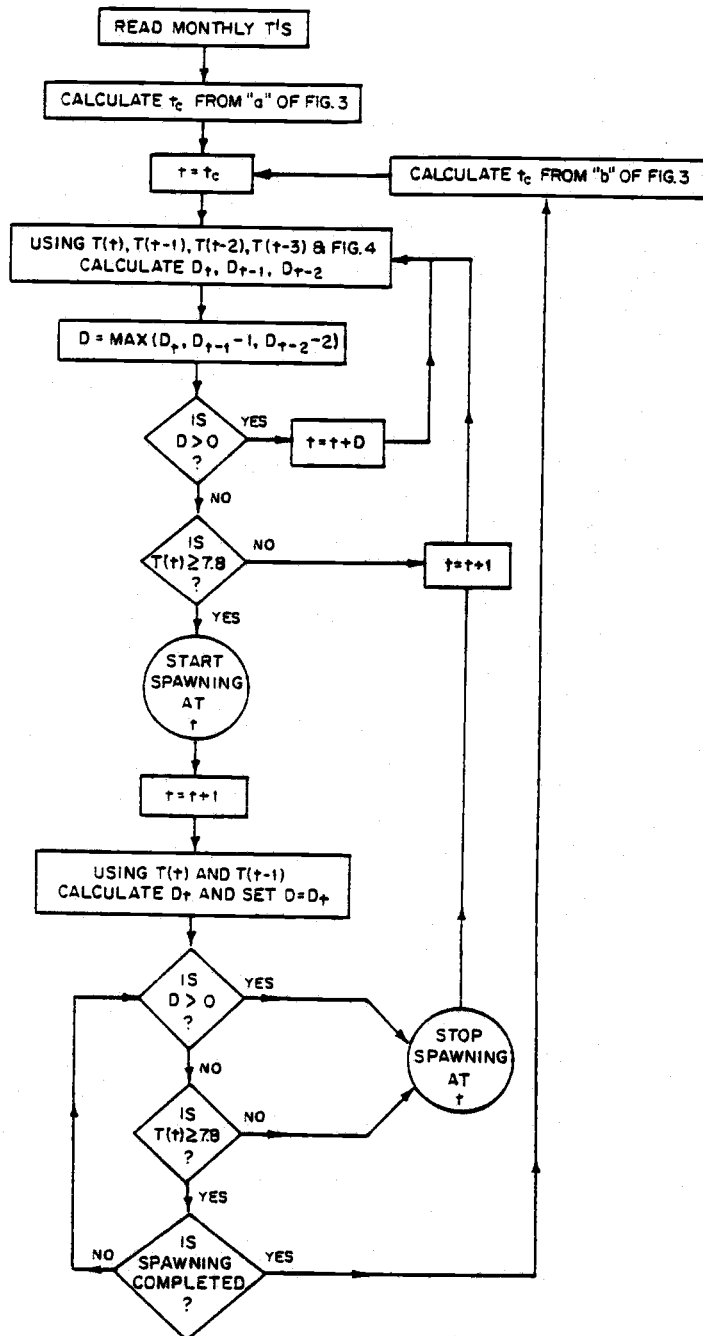 READ MONTHLY T'S
CALCULATE tc FROM "a" OF FIG. 3
t = tc
CALCULATE tc FROM "b" OF FIG. 3
USING T(t), T(t-1), T(t-2), T(t-3) & FIG. 4
CALCULATE Dt, Dt-1, Dt-2
D = MAX (Dt, Dt-1-1, Dt-2-2)
IS
D > 0
?
YES
t = t+D
NO
IS
T(t) ≥ 7.8
?
NO
t = t+1
YES
START
SPAWNING
AT
t
t = t+1
USING T(t) AND T(t-1)
CALCULATE Dt AND SET D=Dt
IS
D > 0
?
YES
STOP
SPAWNING
AT
t
NO
IS
T(t) ≥ 7.8
?
NO
YES
IS
SPAWNING
COMPLETED
?
NO
YES